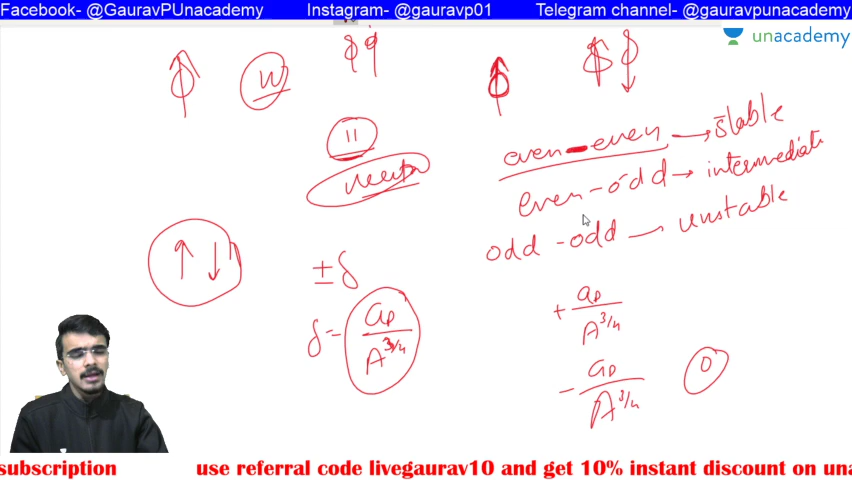 Facebook- @GauravPUnacademy Instagram- @gauravp01 Telegram channel- @gauravpunacademy
unacademy
N
11
even-even → stable
even-odd → intermediate
odd-odd → unstable
±δ
δ= aₚ/A^3/4
+ aₚ/A^3/4
- aₚ/A^3/4
0
subscription use referral code livegaurav10 and get 10% instant discount on una